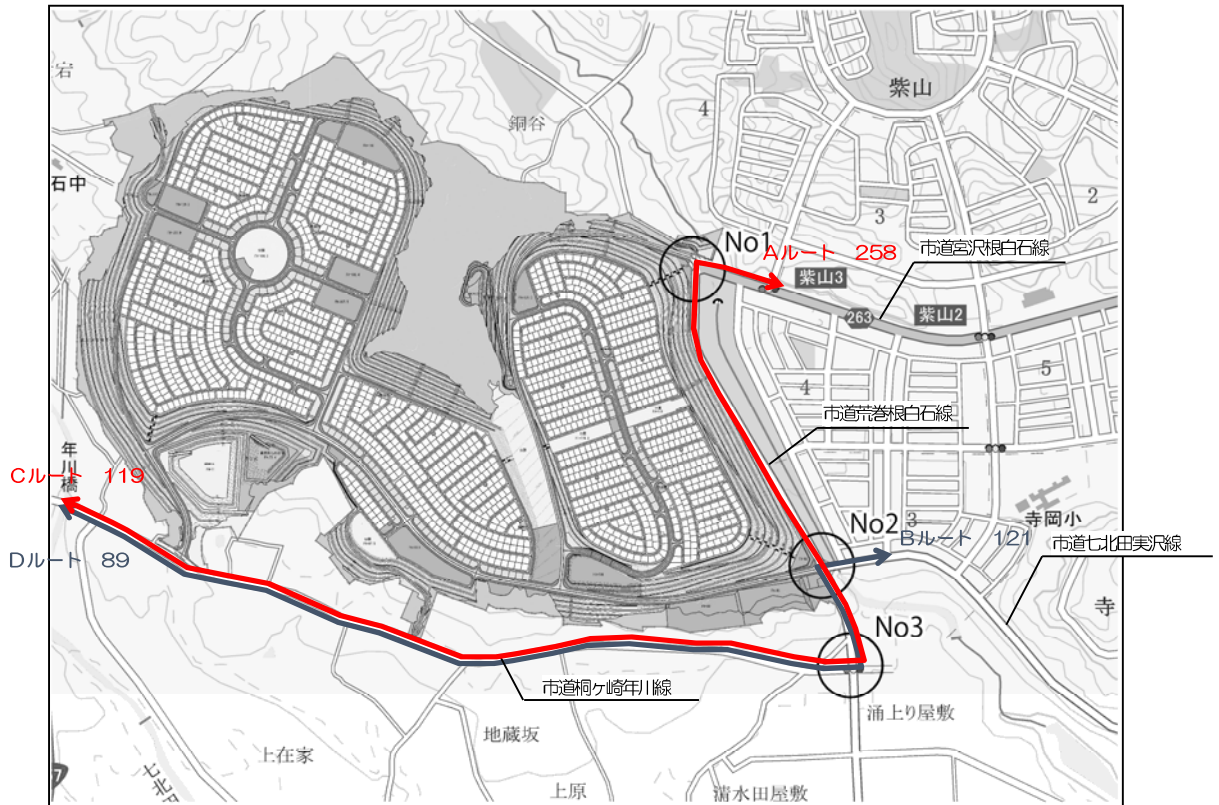 岩
銅谷
紫山
4
3
2
石中
No1
Aルート 258
市道宮沢根白石線
紫山3
263
紫山2
4
5
市道荒巻根白石線
年川橋
Cルート 119
Dルート 89
No2
3
寺岡小
Bルート 121
市道七北田実沢線
寺
No3
市道桐ヶ崎年川線
涌上り屋敷
地蔵坂
上在家
七北田
上原
清水田屋敷